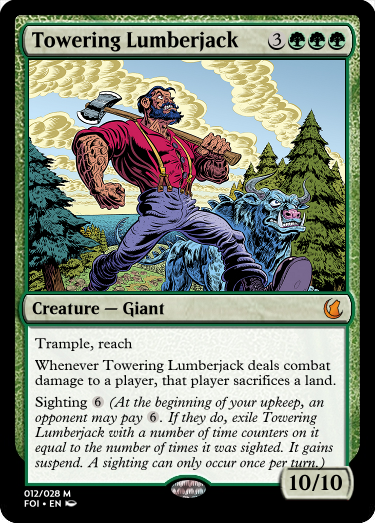 Towering Lumberjack 3
Creature — Giant
Trample, reach
Whenever Towering Lumberjack deals combat
damage to a player, that player sacrifices a land.
Sighting 6 (At the beginning of your upkeep, an
opponent may pay 6. If they do, exile Towering
Lumberjack with a number of time counters on it
equal to the number of times it was sighted. It gains
suspend. A sighting can only occur once per turn.)
10/10
012/028 M
FOI • EN